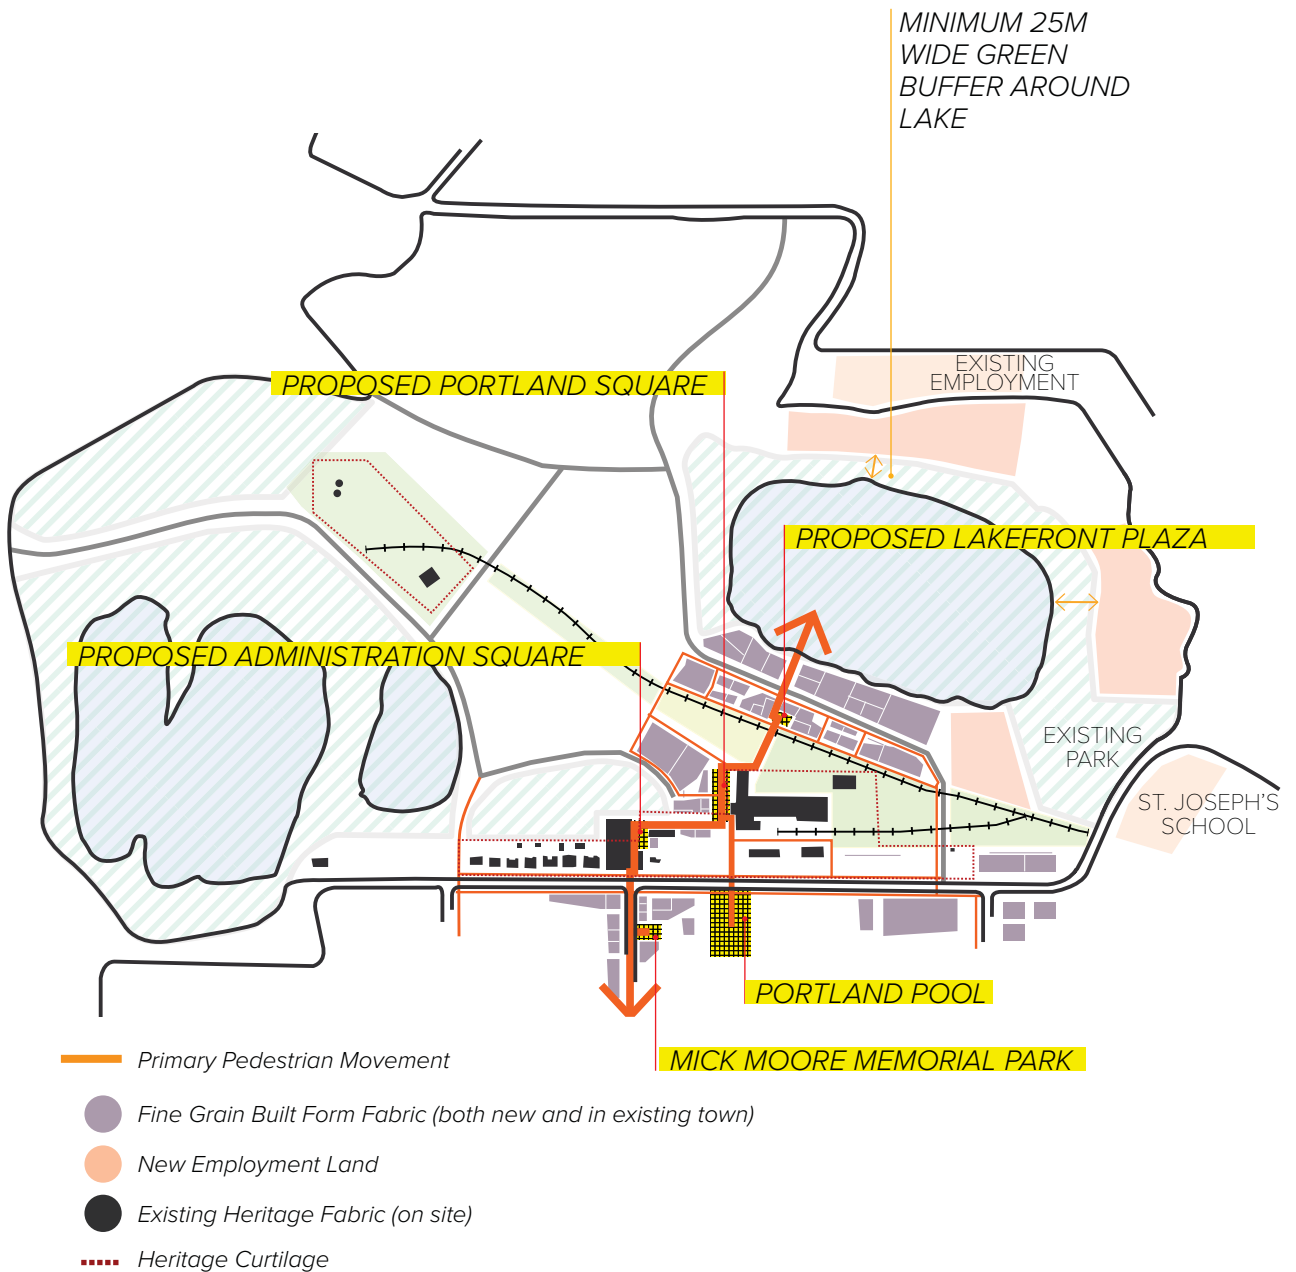 MINIMUM 25M
WIDE GREEN
BUFFER AROUND
LAKE
EXISTING
EMPLOYMENT
PROPOSED PORTLAND SQUARE
PROPOSED LAKEFRONT PLAZA
PROPOSED ADMINISTRATION SQUARE
EXISTING
PARK
ST. JOSEPH'S
SCHOOL
PORTLAND POOL
MICK MOORE MEMORIAL PARK
Primary Pedestrian Movement
Fine Grain Built Form Fabric (both new and in existing town)
New Employment Land
Existing Heritage Fabric (on site)
Heritage Curtilage